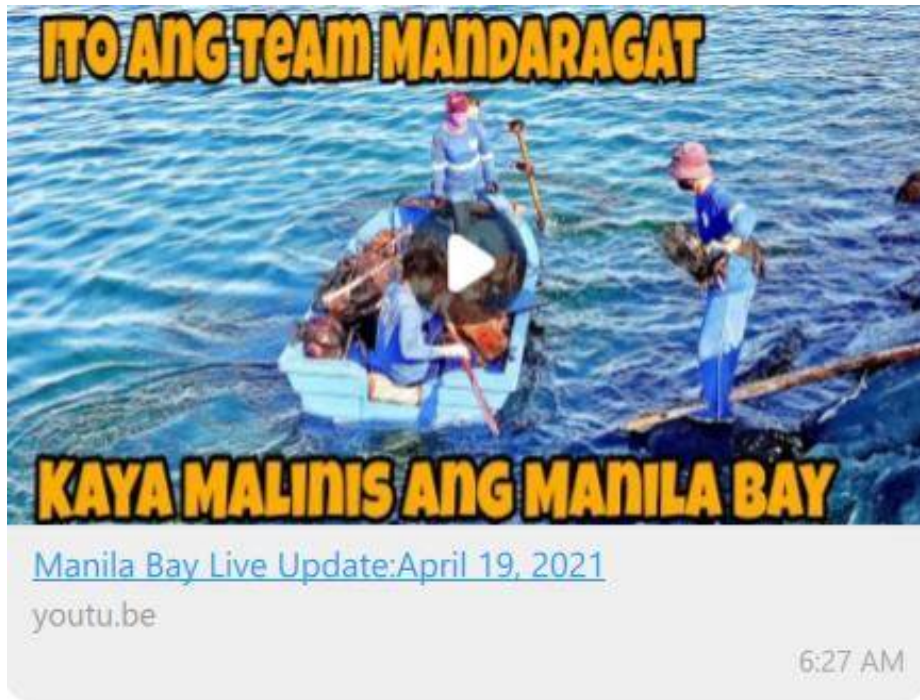 ITO ANG TEAM MANDARAGAT
KAYA MALINIS ANG MANILA BAY
Manila Bay Live Update:April 19, 2021
youtu.be
6:27 AM